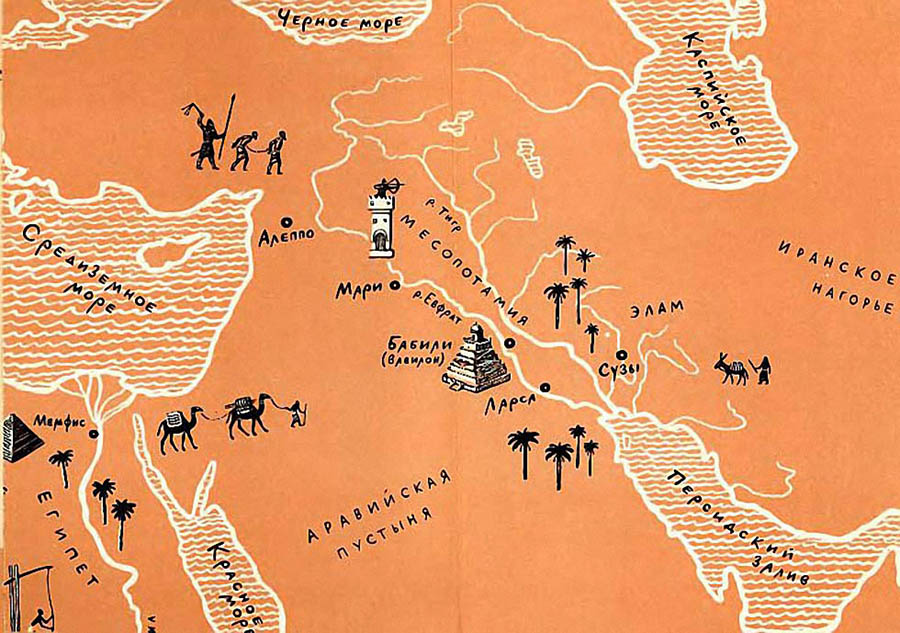 Черное море
Каспийское
море
Средиземное
море
Алеппо
р. Тигр
Месопотамия
Мари
р. Евфрат
Иранское
нагорье
Элам
Бабили
(Вавилон)
Сузы
Ларса
Мемфис
Египет
Аравийская
пустыня
Персидский
залив
Красное
море